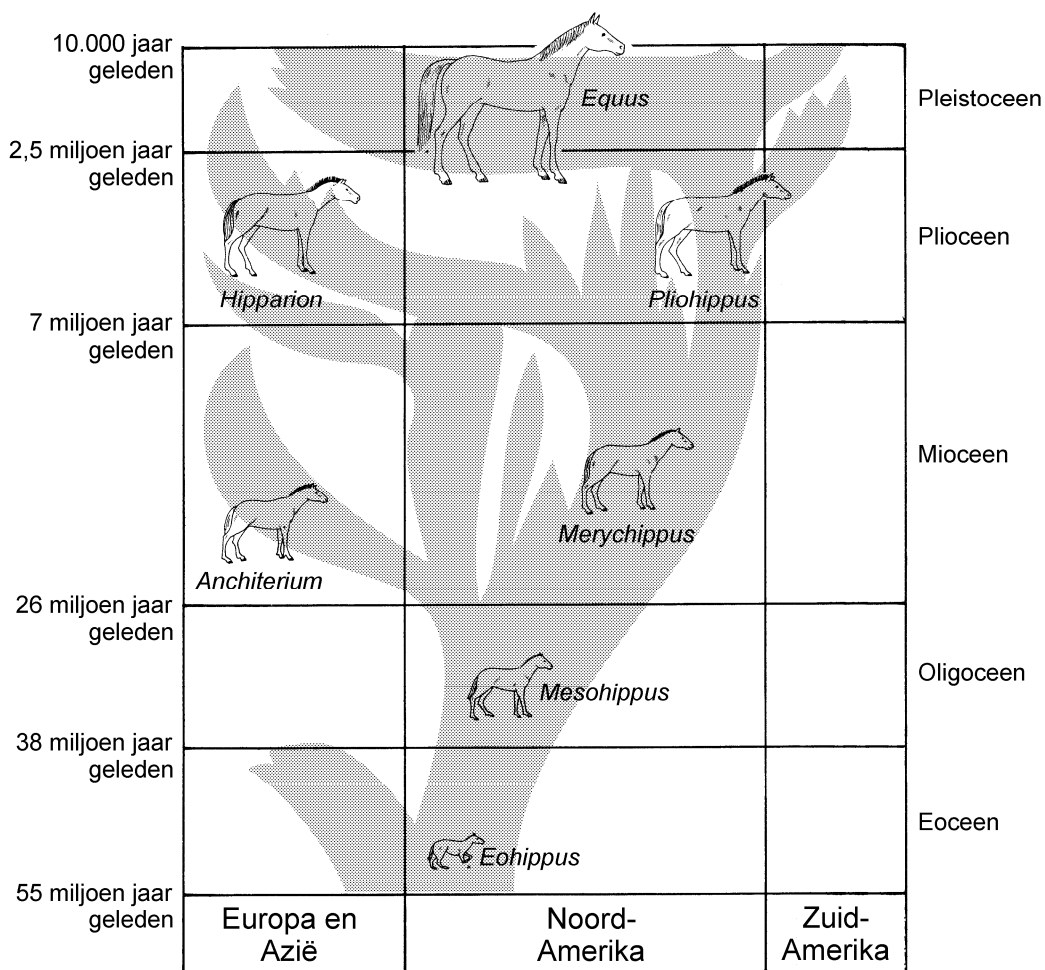 10.000 jaar
geleden
Equus
Pleistoceen
2,5 miljoen jaar
geleden
Plioceen
Hipparion
Pliohippus
7 miljoen jaar
geleden
Mioceen
Merychippus
Anchiterium
26 miljoen jaar
geleden
Mesohippus
Oligoceen
38 miljoen jaar
geleden
Eoceen
Eohippus
55 miljoen jaar
geleden
Europa en
Azië
Noord-
Amerika
Zuid-
Amerika